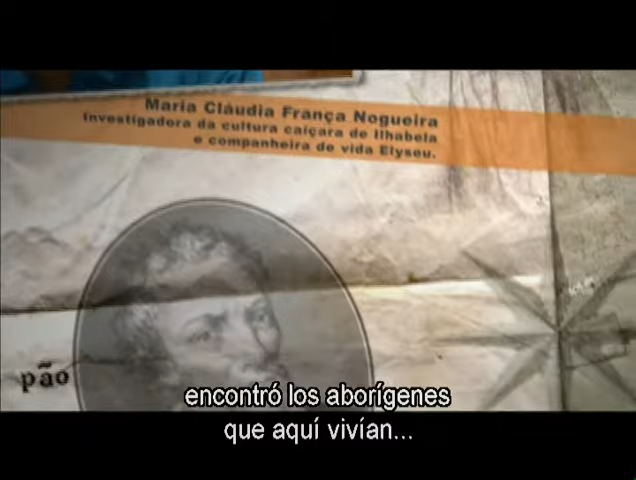 Maria Cláudia França Nogueira
Investigadora da cultura caiçara de Ilhabela
e companheira de vida Elyseu.
pão
encontró los aborígenes
que aquí vivían...